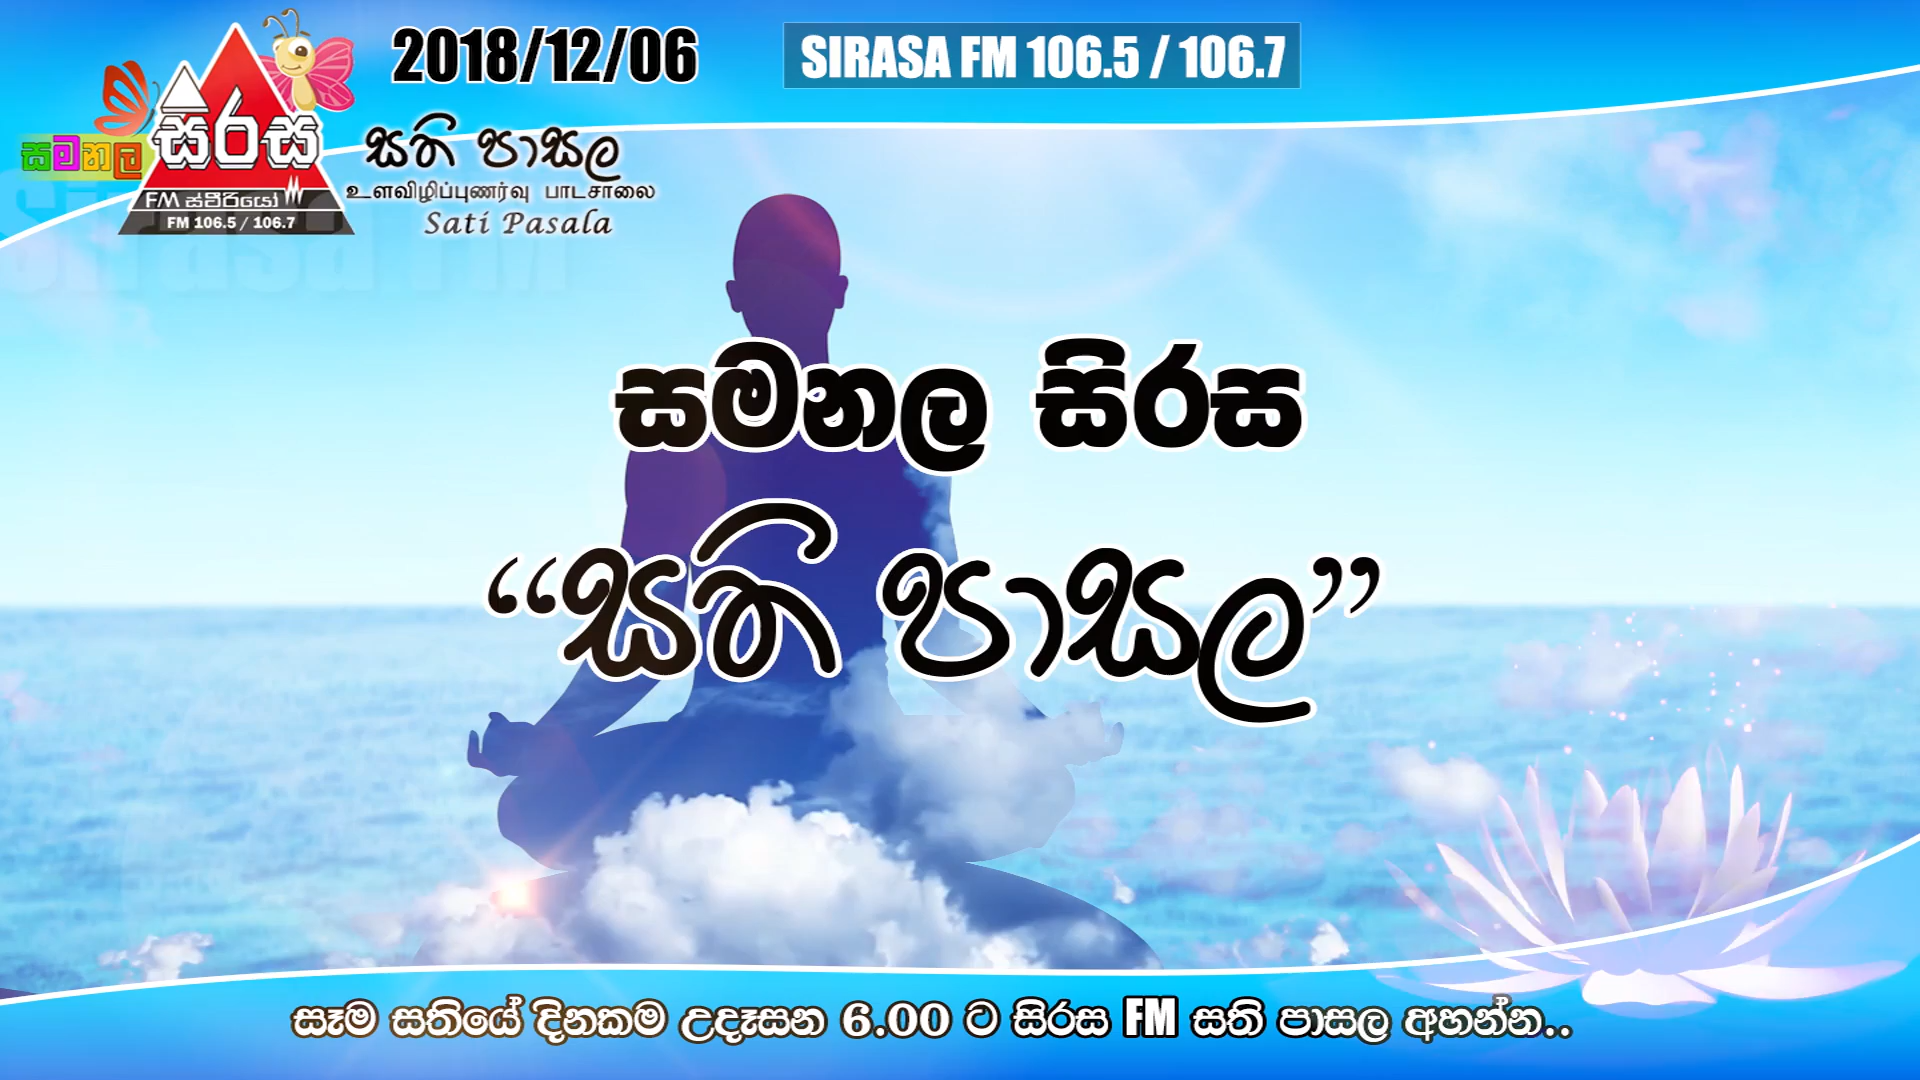 2018/12/06
SIRASA FM 106.5 / 106.7
සමනල
සිරස
FM ස්ටීරියෝ
FM 106.5 / 106.7
සති පාසල
உளவிழிப்புணர்வு பாடசாலை
Sati Pasala
Sirasa FM
සමනල සිරස
“සති පාසල”
සෑම සතියේ දිනකම උදෑසන 6.00 ට සිරස FM සති පාසල අහන්න..